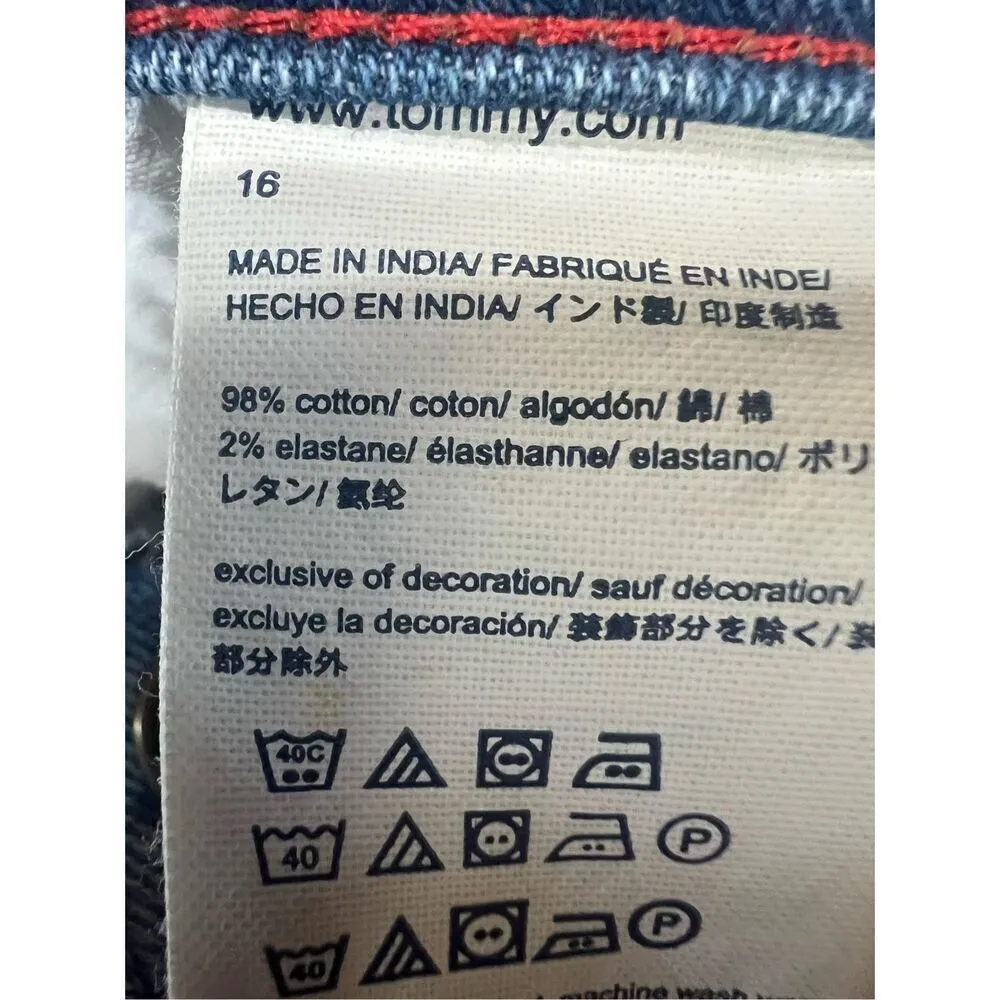 www.tommy.com
16
MADE IN INDIA/ FABRIQUÉ EN INDE/
HECHO EN INDIA/ インド製/ 印度制造
98% cotton/ coton/ algodón/ 綿/ 棉
2% elastane/ élasthanne/ elastano/ ポリ
レタン/ 氨纶
exclusive of decoration/ sauf décoration/
excluye la decoración/ 装飾部分を除く/ 装
部分除外
40C
40 P
40 P
machine wash